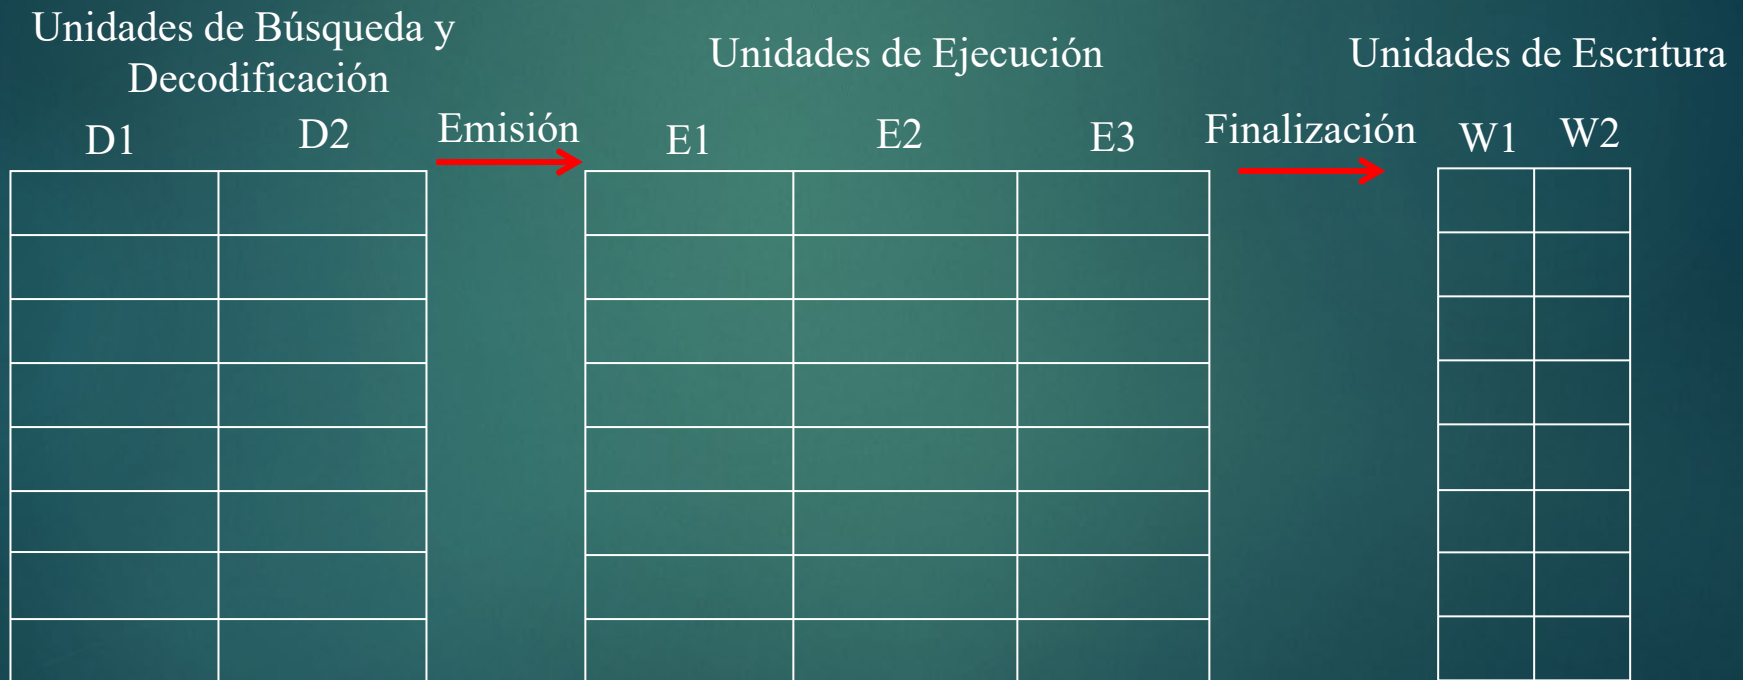 Unidades de Búsqueda y
Decodificación
Unidades de Ejecución
Unidades de Escritura
D1
D2
Emisión
E1
E2
E3
Finalización
W1
W2